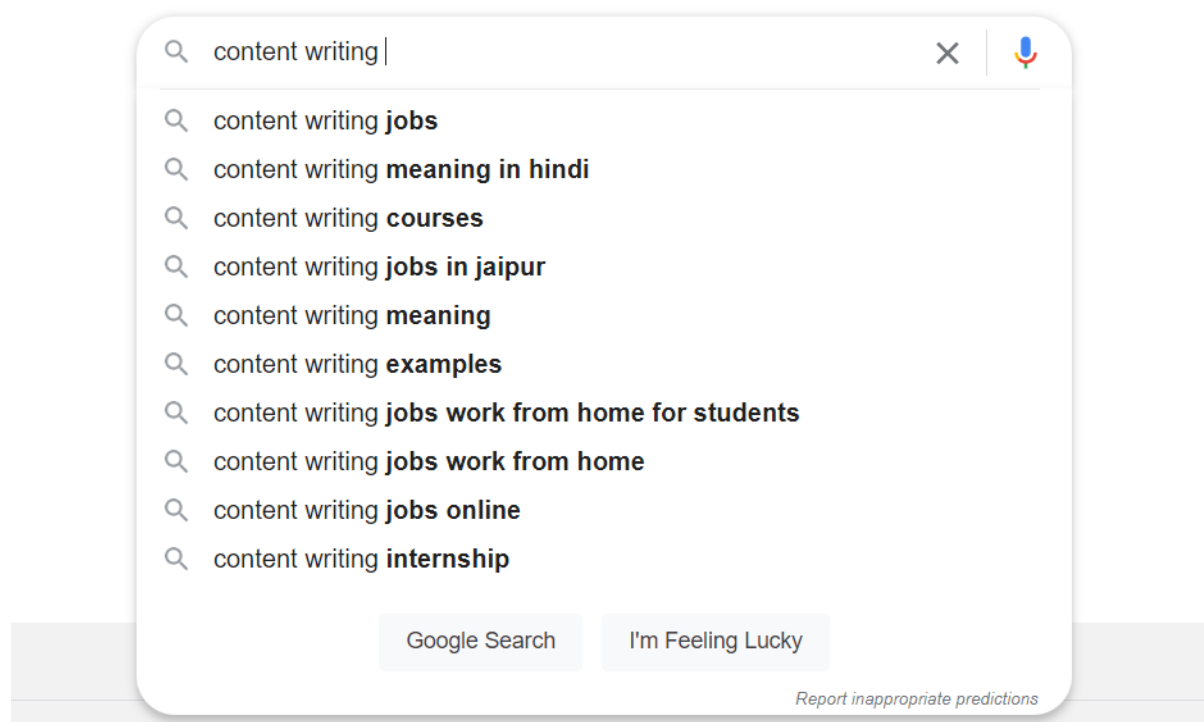 content writing
content writing jobs
content writing meaning in hindi
content writing courses
content writing jobs in jaipur
content writing meaning
content writing examples
content writing jobs work from home for students
content writing jobs work from home
content writing jobs online
content writing internship
Google Search I'm Feeling Lucky
Report inappropriate predictions